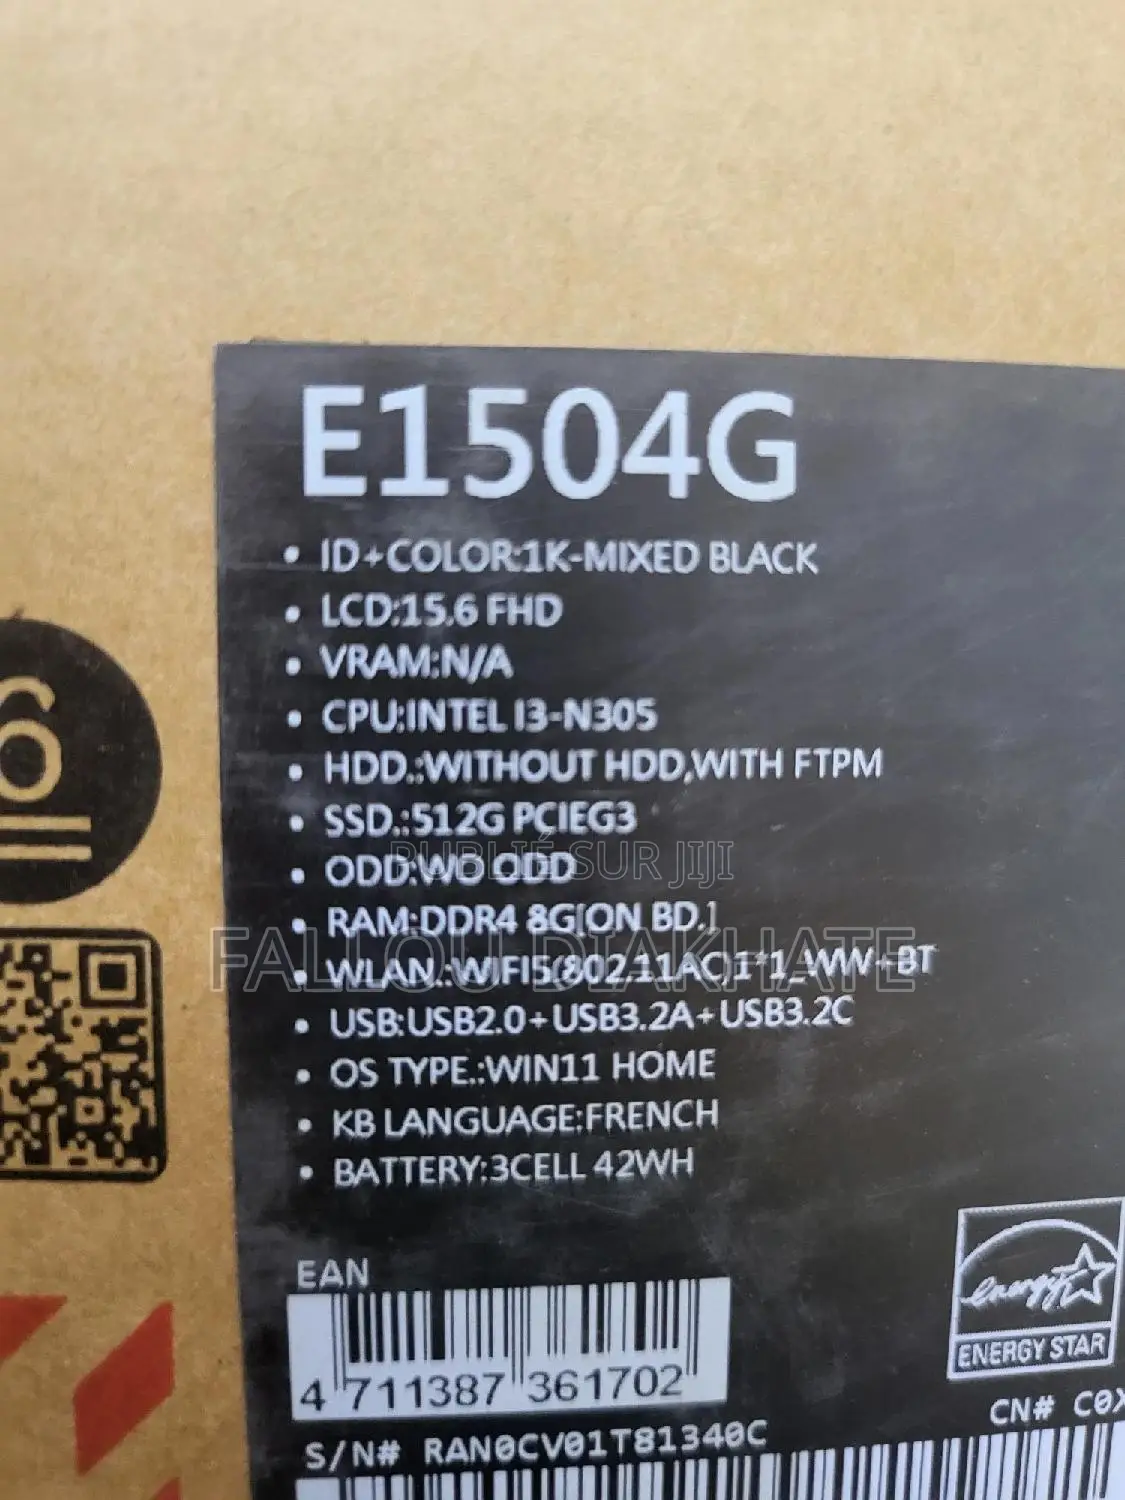 E1504G
• ID+COLOR:1K-MIXED BLACK
• LCD:15.6 FHD
• VRAM:N/A
• CPU:INTEL I3-N305
• HDD.:WITHOUT HDD,WITH FTPM
• SSD.:512G PCIEG3
• ODD:WO ODD
PUBLIÉ SUR JIJI
• RAM:DDR4 8G[ON BD.]
FALLOU DIAKHATE
• WLAN.:WIFI5(802.11AC)1*1_WW+BT
• USB:USB2.0+USB3.2A+USB3.2C
• OS TYPE.:WIN11 HOME
• KB LANGUAGE:FRENCH
• BATTERY:3CELL 42WH
6
EAN
4 711387 361702
energy
ENERGY STAR
CN# C0X
S/N# RAN0CV01T81340C